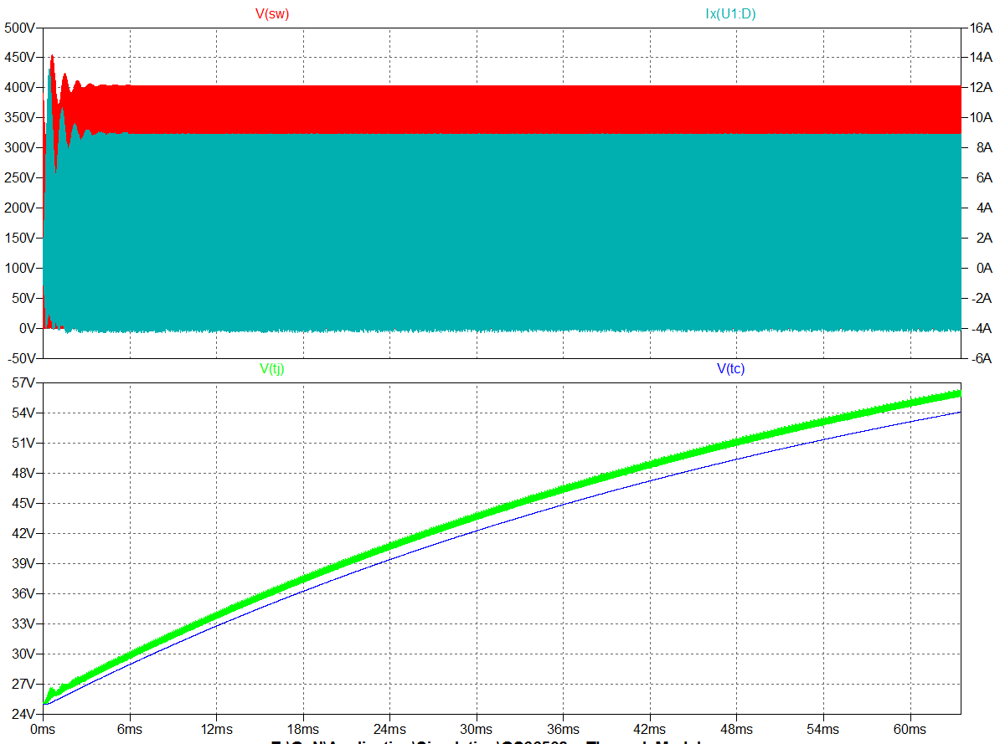 V(sw) Ix(U1:D)
500V 16A
450V 14A
400V 12A
350V 10A
300V 8A
250V 6A
200V 4A
150V 2A
100V 0A
50V -2A
0V -4A
-50V -6A
V(tj) V(tc)
57V
54V
51V
48V
45V
42V
39V
36V
33V
30V
27V
24V
0ms 6ms 12ms 18ms 24ms 30ms 36ms 42ms 48ms 54ms 60ms